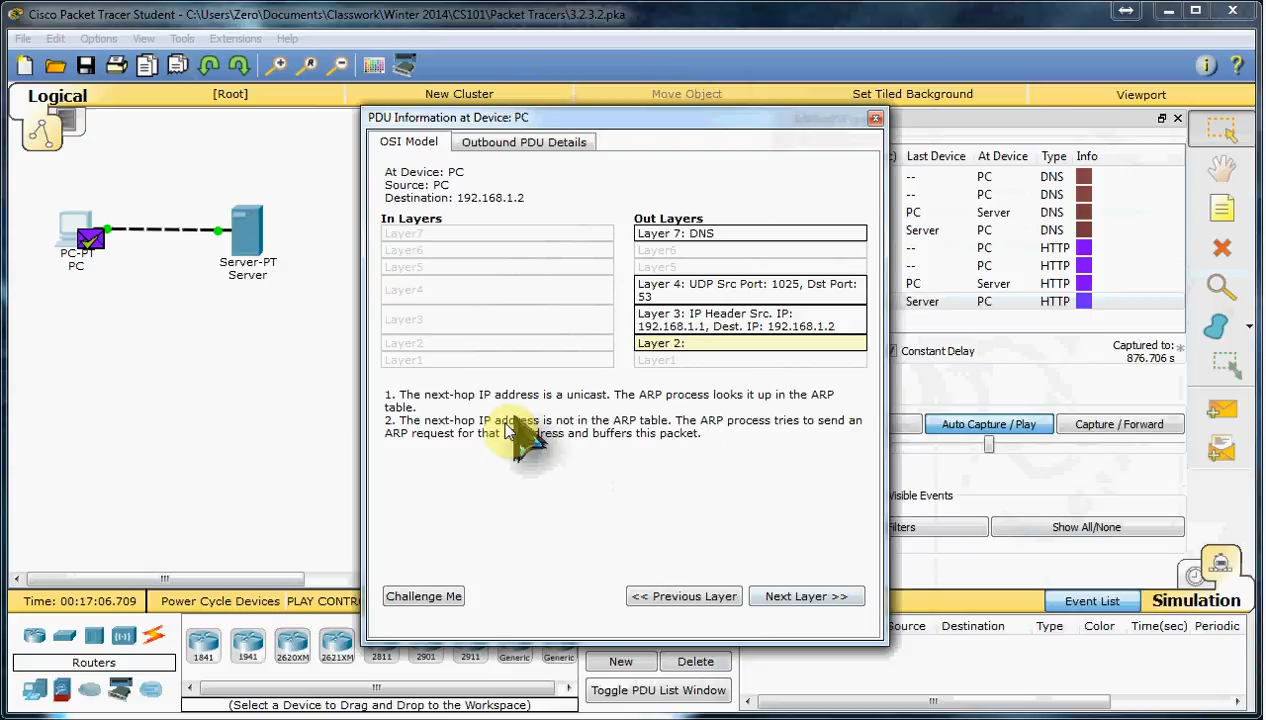 Cisco Packet Tracer Student - C:\Users\Zero\Documents\Classwork\Winter 2014\CS101\Packet Tracers\3.2.3.2.pka
File Edit Options View Tools Extensions Help
Logical [Root] New Cluster Move Object Set Tiled Background Viewport
PDU Information at Device: PC
OSI Model Outbound PDU Details
At Device: PC
Source: PC
Destination: 192.168.1.2
In Layers
Layer7
Layer6
Layer5
Layer4
Layer3
Layer2
Layer1
Out Layers
Layer 7: DNS
Layer6
Layer5
Layer 4: UDP Src Port: 1025, Dst Port:
53
Layer 3: IP Header Src. IP:
192.168.1.1, Dest. IP: 192.168.1.2
Layer 2:
Layer1
1. The next-hop IP address is a unicast. The ARP process looks it up in the ARP
table.
2. The next-hop IP address is not in the ARP table. The ARP process tries to send an
ARP request for that and buffers this packet.
Challenge Me << Previous Layer Next Layer >>
PC-PT
PC
Server-PT
Server
Last Device At Device Type Info
-- PC DNS
-- PC DNS
PC Server DNS
Server PC DNS
-- PC HTTP
-- PC HTTP
PC Server HTTP
Server PC HTTP
Constant Delay
Captured to:
876.706 s
Auto Capture / Play Capture / Forward
Visible Events
Filters Show All/None
Time: 00:17:06.709 Power Cycle Devices PLAY CONTR
Event List Simulation
1841 1941 2620XM 2621XM 2811 2901 2911 Generic Generic
Routers
(Select a Device to Drag and Drop to the Workspace)
New Delete
Toggle PDU List Window
Source Destination Type Color Time(sec) Periodic